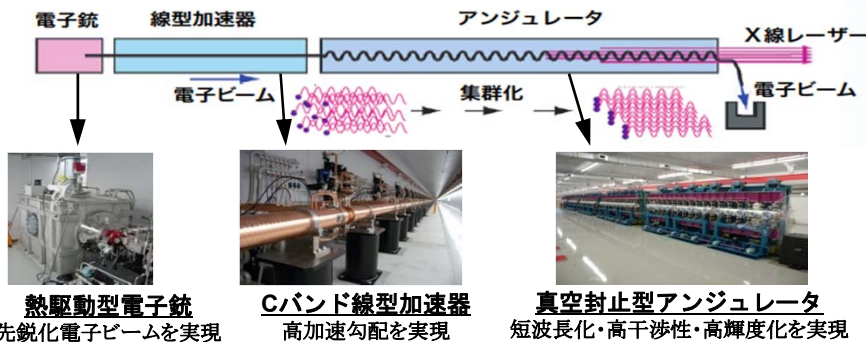 電子銃
線型加速器
アンジュレータ
X線レーザー
電子ビーム
集群化
電子ビーム
熱駆動型電子銃
先鋭化電子ビームを実現
Cバンド線型加速器
高加速勾配を実現
真空封止型アンジュレータ
短波長化・高干渉性・高輝度化を実現